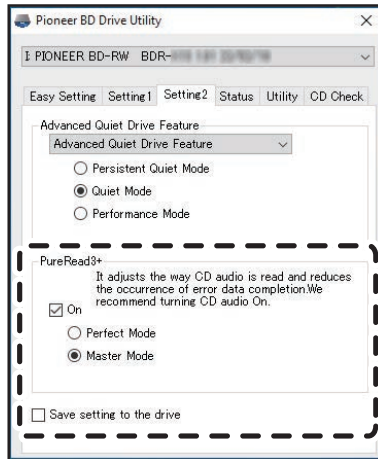 Pioneer BD Drive Utility
I: PIONEER BD-RW BDR-
Easy Setting Setting1 Setting2 Status Utility CD Check
Advanced Quiet Drive Feature
Advanced Quiet Drive Feature
Persistent Quiet Mode
Quiet Mode
Performance Mode
PureRead3+
It adjusts the way CD audio is read and reduces
the occurrence of error data completion.We
recommend turning CD audio On.
On
Perfect Mode
Master Mode
Save setting to the drive